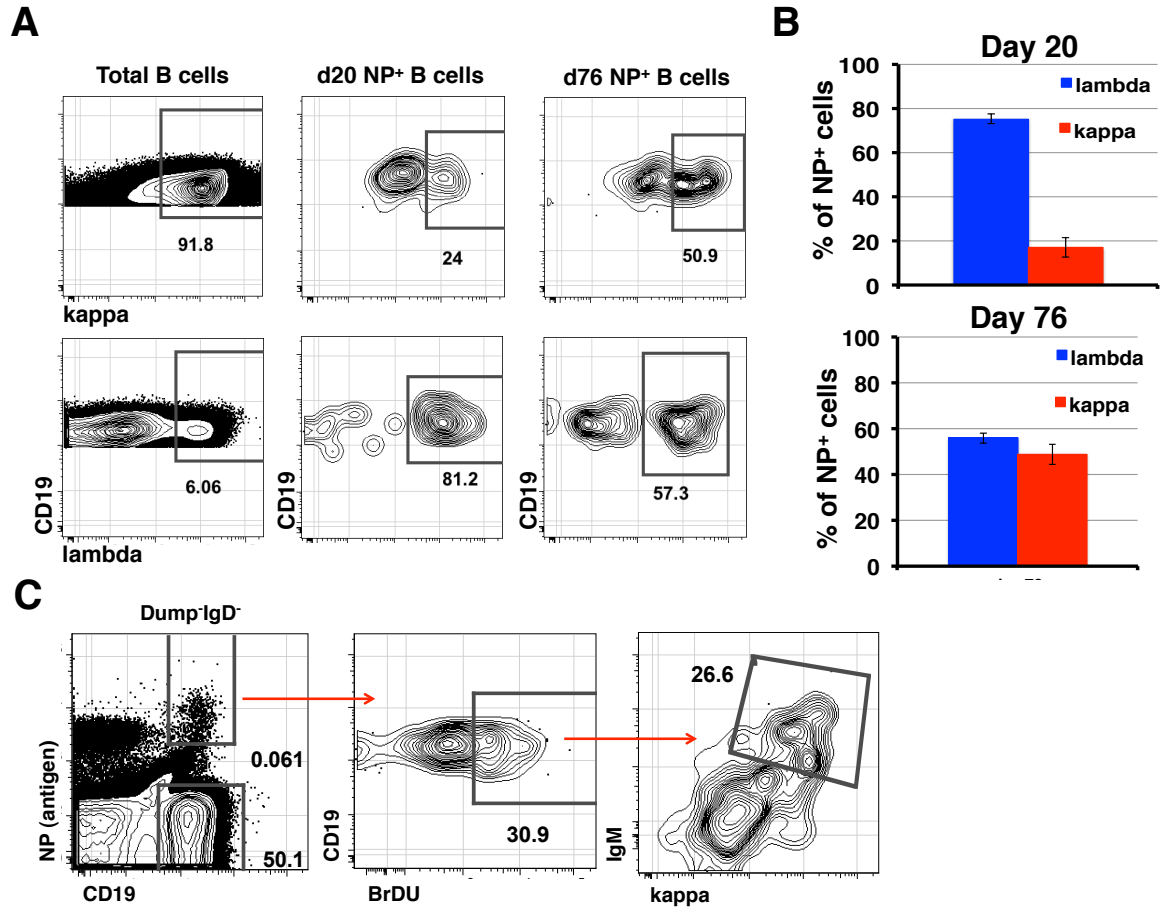 A
Total B cells
d20 NP+ B cells
d76 NP+ B cells
91.8
24
50.9
kappa
6.06
81.2
57.3
CD19
CD19
CD19
lambda
B
Day 20
% of NP+ cells
100
80
60
40
20
0
lambda
kappa
Day 76
% of NP+ cells
100
80
60
40
20
0
lambda
kappa
C
Dump-IgD-
NP (antigen)
0.061
50.1
CD19
CD19
30.9
BrDU
26.6
IgM
kappa